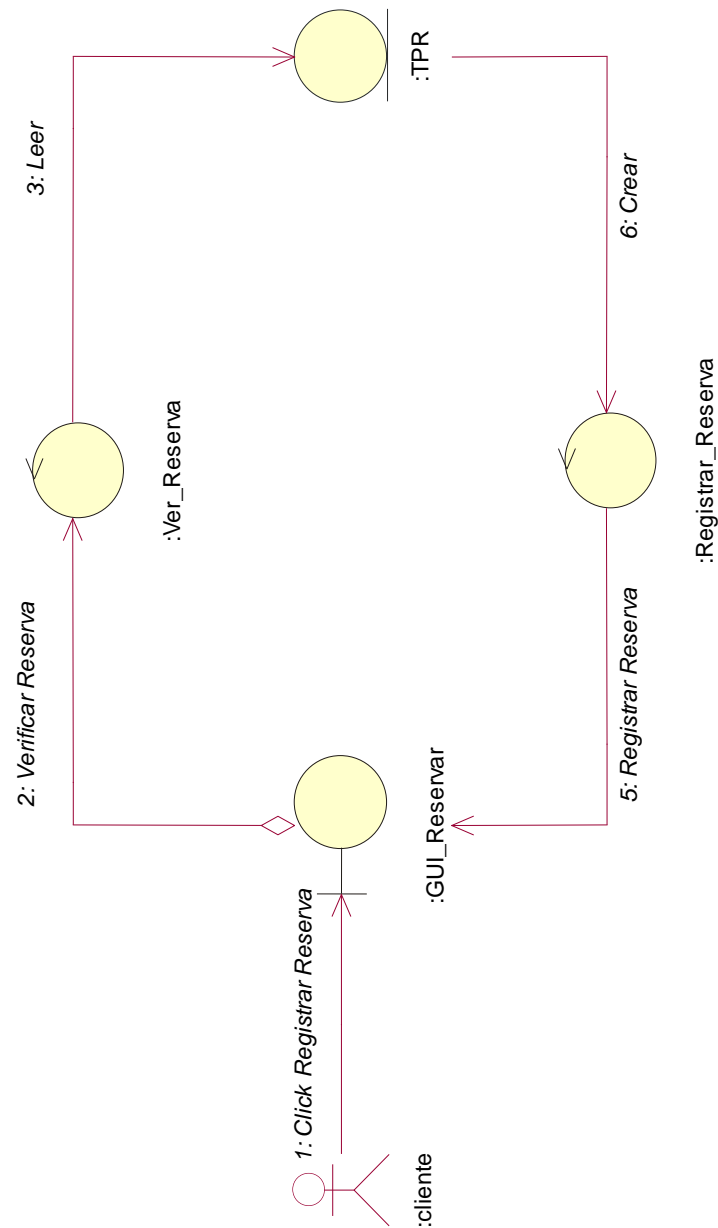 :cliente
1: Click Registrar Reserva
:GUI_Reservar
2: Verificar Reserva
:Ver_Reserva
3: Leer
:TPR
5: Registrar Reserva
:Registrar_Reserva
6: Crear